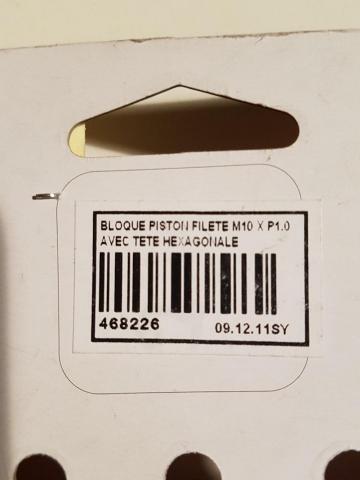 BLOQUE PISTON FILETE M10 X P1.0
AVEC TETE HEXAGONALE
468226 09.12.11SY